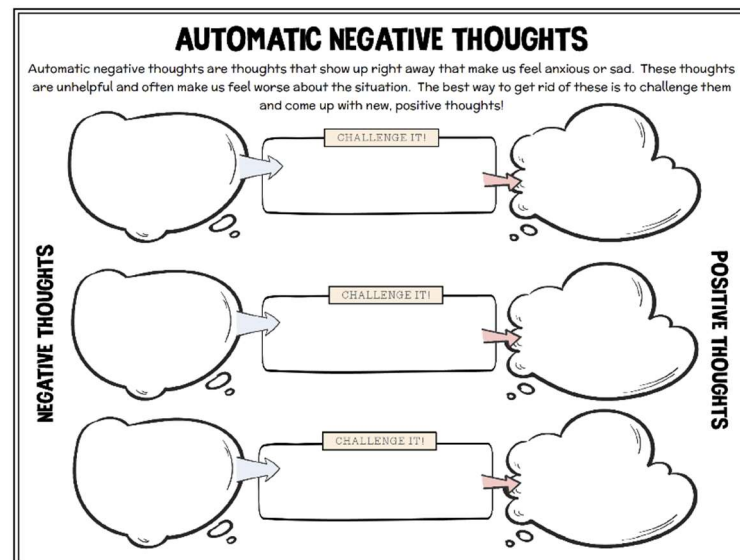 AUTOMATIC NEGATIVE THOUGHTS
Automatic negative thoughts are thoughts that show up right away that make us feel anxious or sad. These thoughts
are unhelpful and often make us feel worse about the situation. The best way to get rid of these is to challenge them
and come up with new, positive thoughts!
CHALLENGE IT!
NEGATIVE THOUGHTS
CHALLENGE IT!
POSITIVE THOUGHTS
CHALLENGE IT!